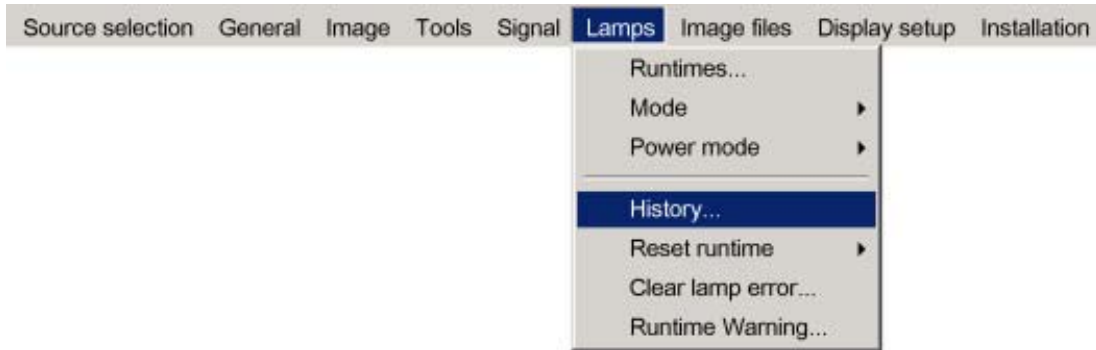 Source selection General Image Tools Signal Lamps Image files Display setup Installation
Runtimes...
Mode
Power mode
History...
Reset runtime
Clear lamp error...
Runtime Warning...